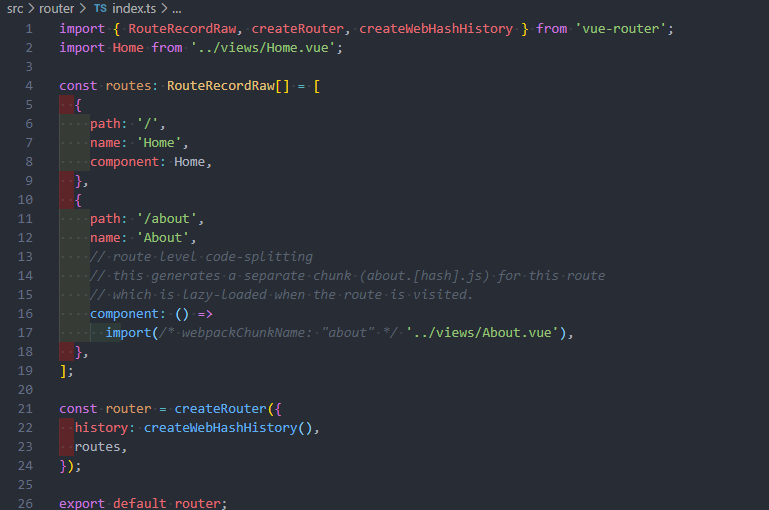 src > router > TS index.ts > ...
1 import { RouteRecordRaw, createRouter, createWebHashHistory } from 'vue-router';
2 import Home from '../views/Home.vue';
3
4 const routes: RouteRecordRaw[] = [
5   {
6     path: '/',
7     name: 'Home',
8     component: Home,
9   },
10   {
11     path: '/about',
12     name: 'About',
13     // route level code-splitting
14     // this generates a separate chunk (about.[hash].js) for this route
15     // which is lazy-loaded when the route is visited.
16     component: () =>
17       import(/* webpackChunkName: "about" */ '../views/About.vue'),
18   },
19 ];
20
21 const router = createRouter({
22   history: createWebHashHistory(),
23   routes,
24 });
25
26 export default router;